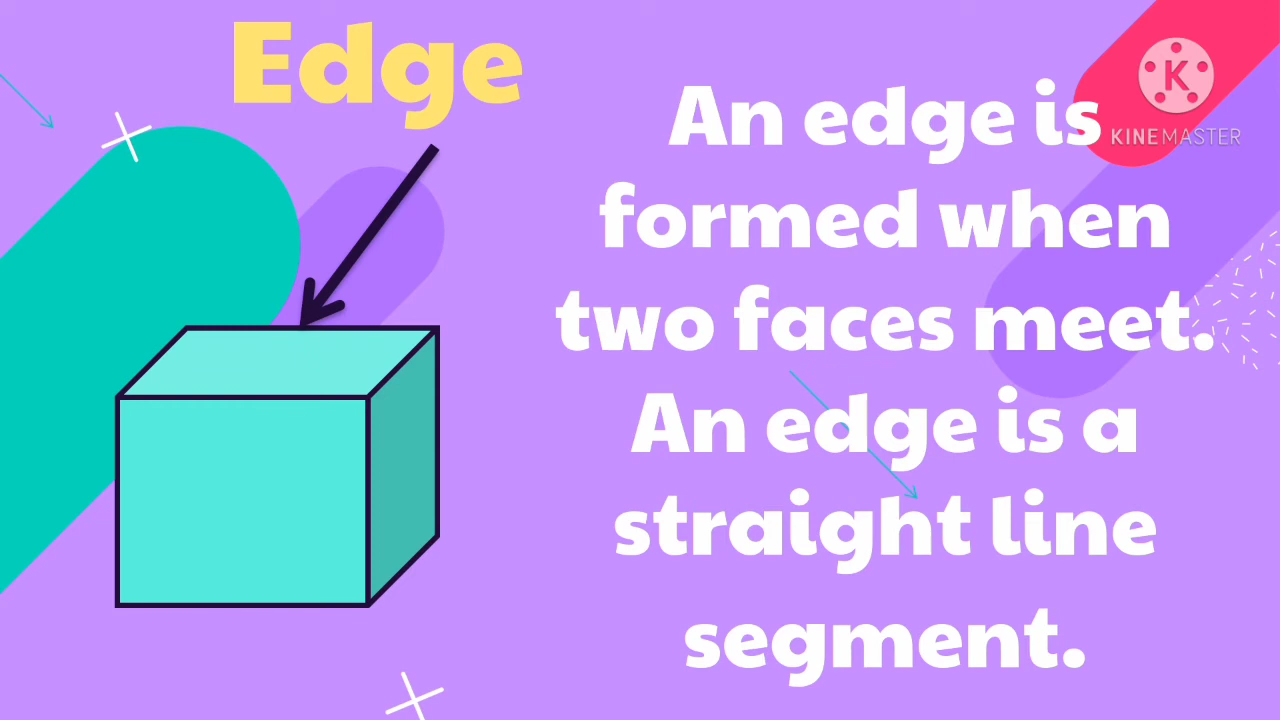 Edge
An edge is
formed when
two faces meet.
An edge is a
straight line
segment.
K
KINEMASTER